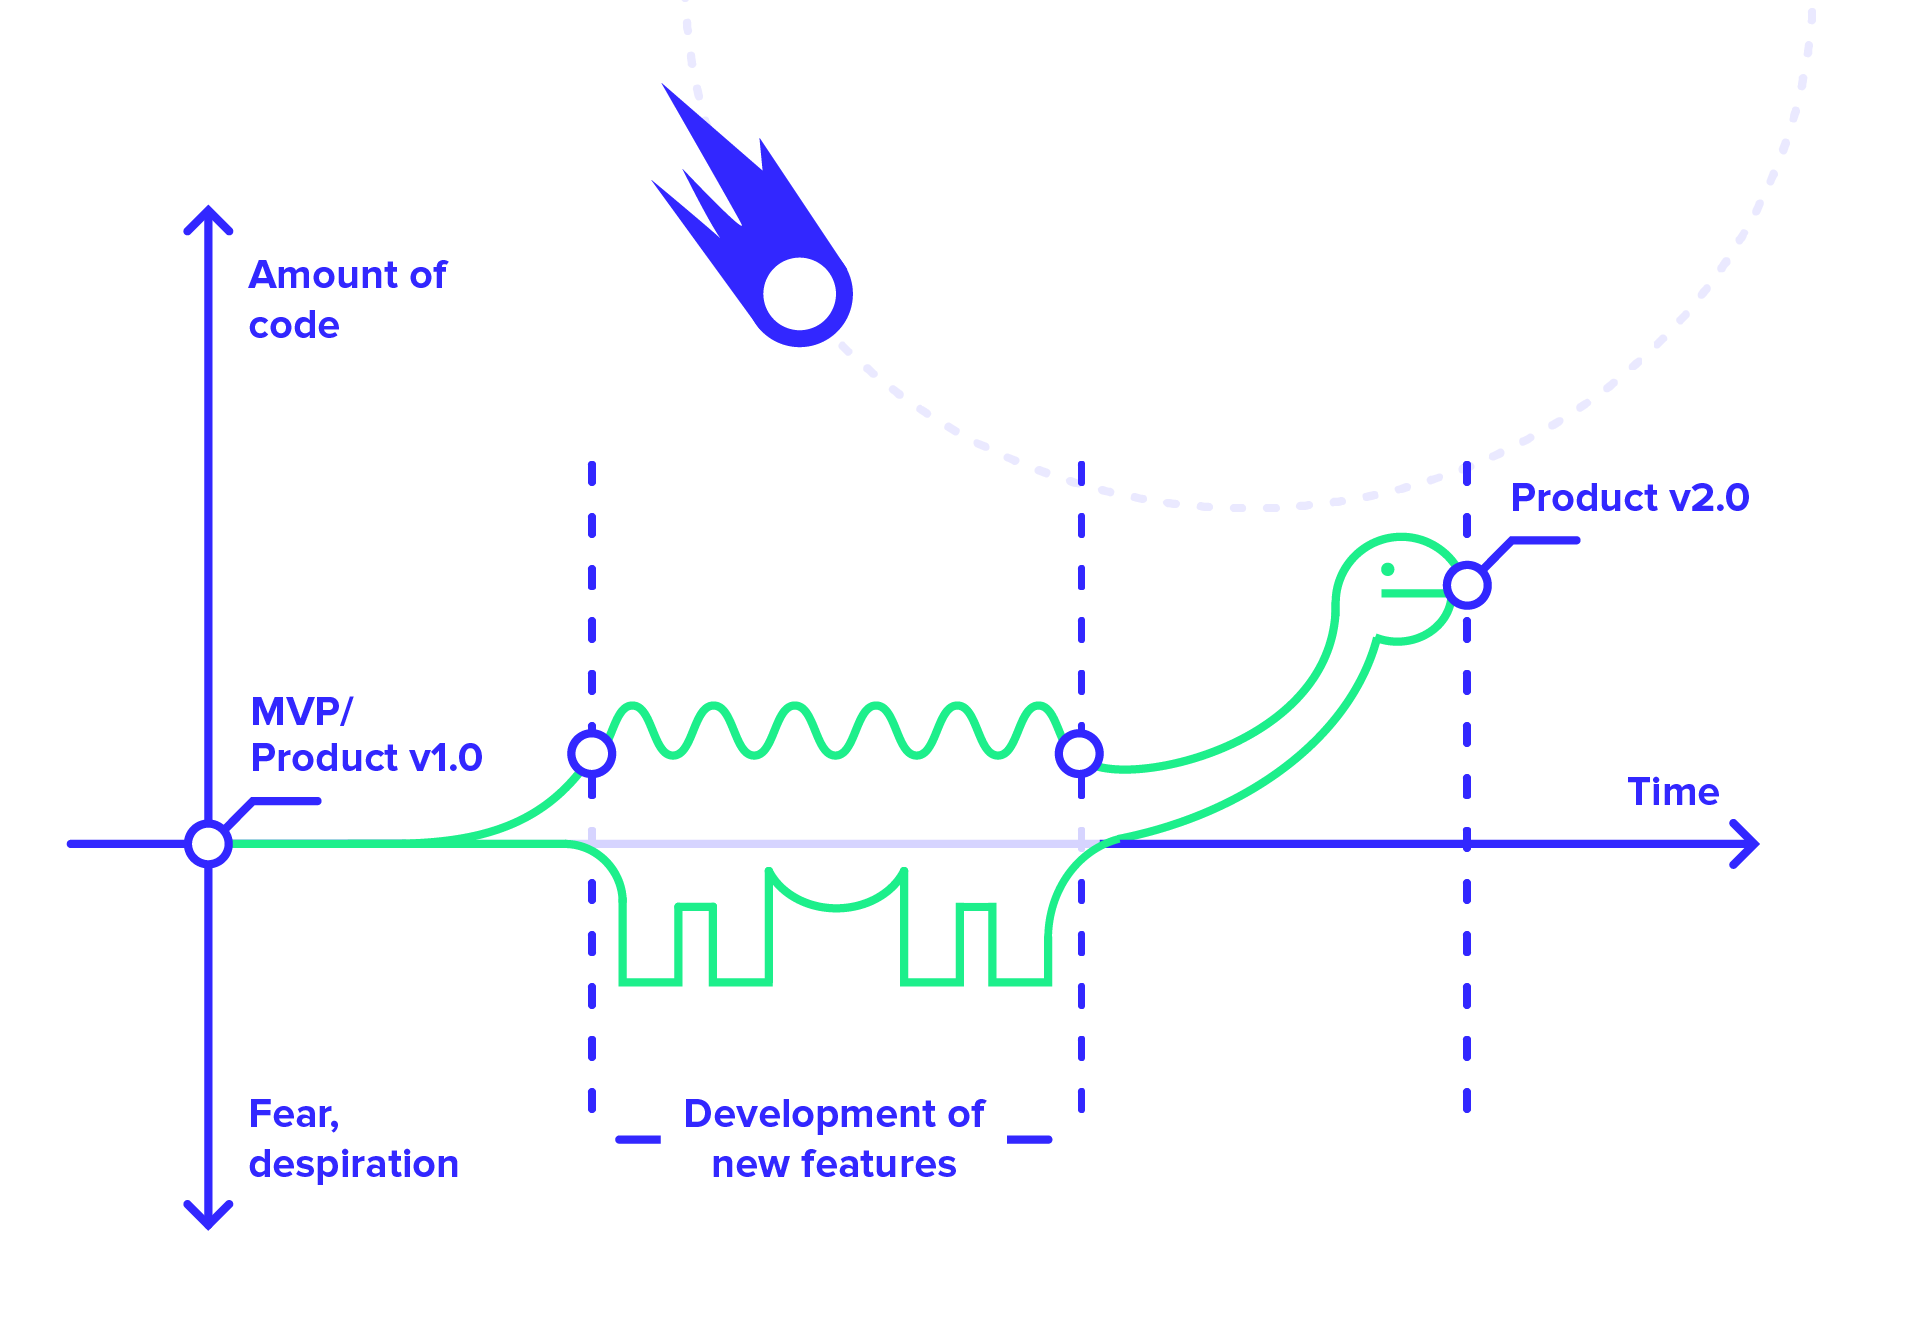 Amount of
code
MVP/
Product v1.0
Product v2.0
Time
Fear,
despiration
Development of
new features